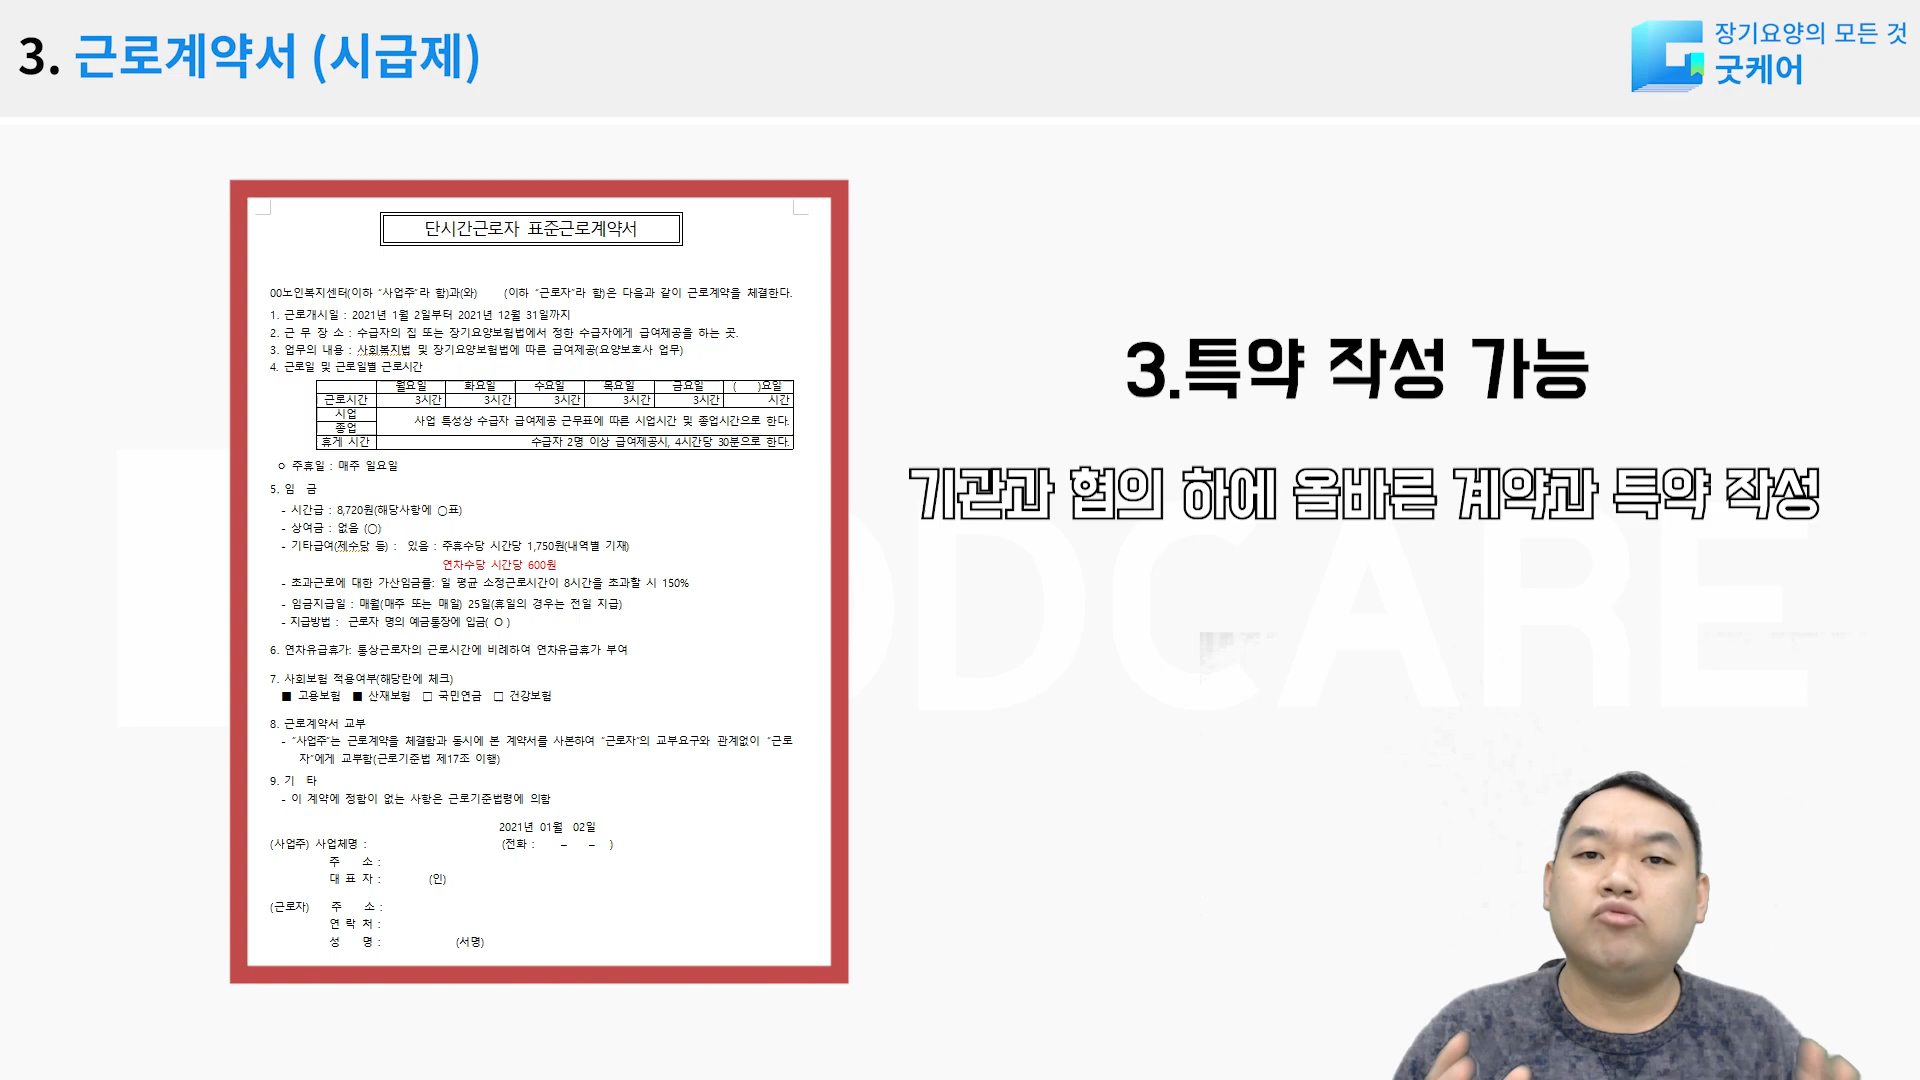 3. 근로계약서 (시급제)
장기요양의 모든 것
굿케어
단시간근로자 표준근로계약서
00노인복지센터(이하 “사업주”라 함)과(와) (이하 “근로자”라 함)은 다음과 같이 근로계약을 체결한다.
1. 근로개시일 : 2021년 1월 2일부터 2021년 12월 31일까지
2. 근 무 장 소 : 수급자의 집 또는 장기요양보험법에서 정한 수급자에게 급여제공을 하는 곳.
3. 업무의 내용 : 사회복지법 및 장기요양보험법에 따른 급여제공(요양보호사 업무)
4. 근로일 및 근로일별 근로시간
월요일 화요일 수요일 목요일 금요일 ( )요일
근로시간 3시간 3시간 3시간 3시간 3시간 시간
시업
사업 특성상 수급자 급여제공 근무표에 따른 시업시간 및 종업시간으로 한다.
종업
휴게 시간 수급자 2명 이상 급여제공시, 4시간당 30분으로 한다.
○ 주휴일 : 매주 일요일
5. 임 금
- 시간급 : 8,720원(해당사항에 ○표)
- 상여금 : 없음 (○)
- 기타급여(제수당 등) : 있음 : 주휴수당 시간당 1,750원(내역별 기재)
연차수당 시간당 600원
- 초과근로에 대한 가산임금률: 일 평균 소정근로시간이 8시간을 초과할 시 150%
- 임금지급일 : 매월(매주 또는 매일) 25일(휴일의 경우는 전일 지급)
- 지급방법 : 근로자 명의 예금통장에 입금( O )
6. 연차유급휴가: 통상근로자의 근로시간에 비례하여 연차유급휴가 부여
7. 사회보험 적용여부(해당란에 체크)
■ 고용보험 ■ 산재보험 □ 국민연금 □ 건강보험
8. 근로계약서 교부
- “사업주”는 근로계약을 체결함과 동시에 본 계약서를 사본하여 “근로자”의 교부요구와 관계없이 “근로
자”에게 교부함(근로기준법 제17조 이행)
9. 기 타
- 이 계약에 정함이 없는 사항은 근로기준법령에 의함
2021년 01월 02일
(사업주) 사업체명 : (전화 : – – )
주 소 :
대 표 자 : (인)
(근로자) 주 소 :
연 락 처 :
성 명 : (서명)
3.특약 작성 가능
기관과 협의 하에 올바른 계약과 특약 작성
ODCARE